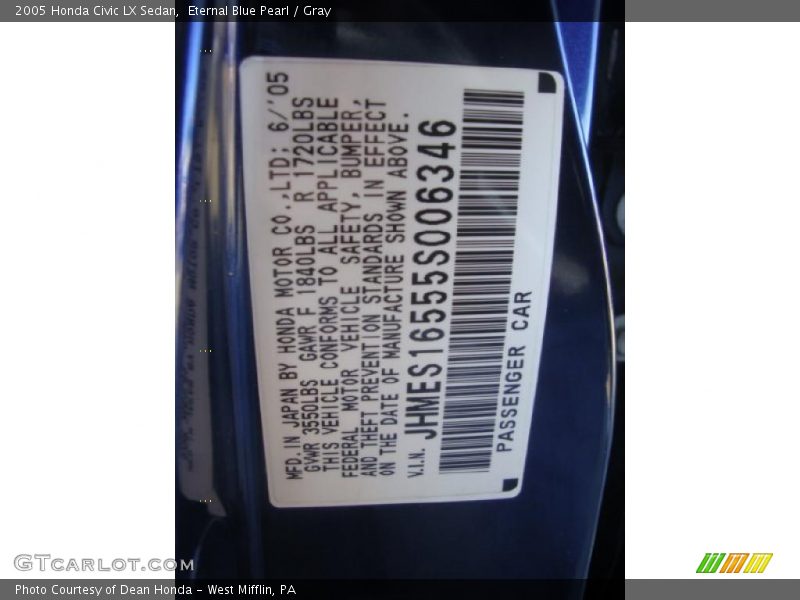 2005 Honda Civic LX Sedan,  Eternal Blue Pearl / Gray
MFD. IN JAPAN BY HONDA MOTOR CO.,LTD; 6/'05
GVWR 3550LBS GAWR F 1840LBS R 1720LBS
THIS VEHICLE CONFORMS TO ALL APPLICABLE
FEDERAL MOTOR VEHICLE SAFETY, BUMPER,
AND THEFT PREVENTION STANDARDS IN EFFECT
ON THE DATE OF MANUFACTURE SHOWN ABOVE.
V.I.N. JHMES16555S006346
PASSENGER CAR
GTcarlot.com
Photo Courtesy of Dean Honda - West Mifflin, PA